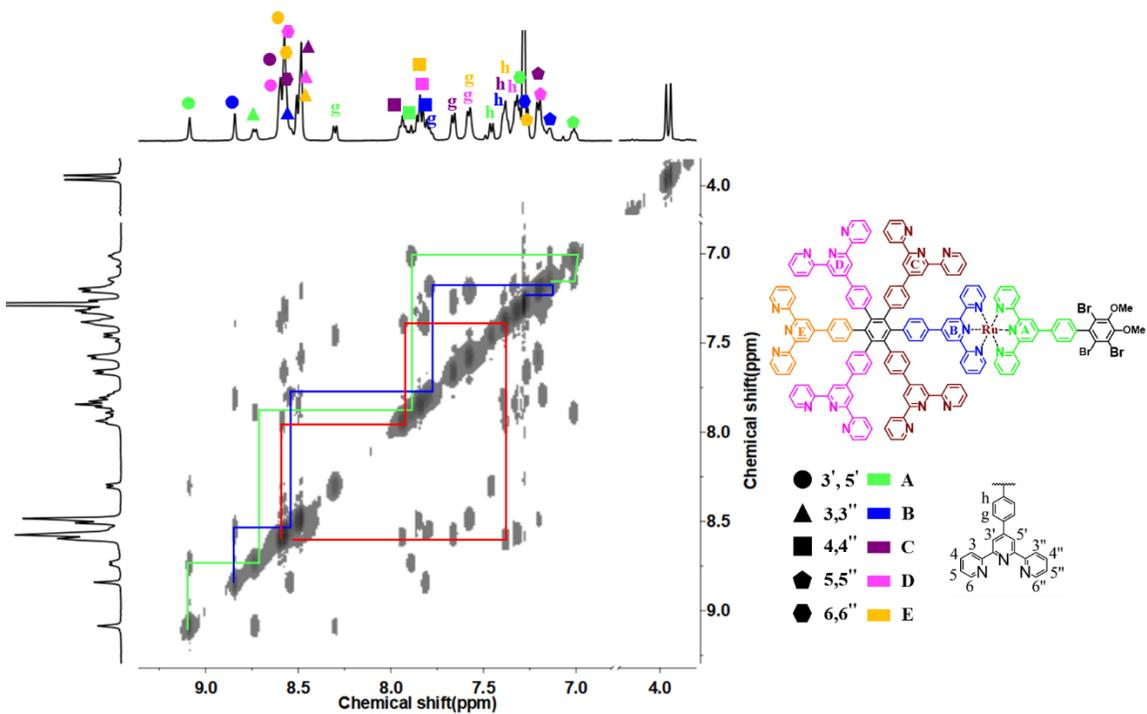 g
g
g
h
h
h
h
h
g
g
4.0
7.0
7.5
8.0
8.5
9.0
Chemical shift(ppm)
9.0 8.5 8.0 7.5 7.0 4.0
Chemical shift(ppm)
N N N N
N D N C N
Br OMe
N N N
N E B N Ru N A OMe
N N N Br Br
N N
N D N C N
N N
3', 5' A
3,3'' B
4,4'' C
5,5'' D
6,6'' E
h
g
3' 5'
4 3 3'' 4''
5 N N N 5''
6 6''